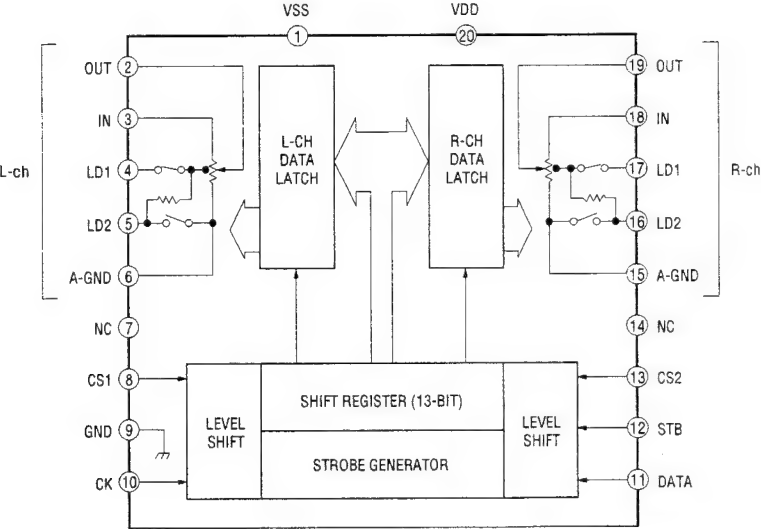 VSS
VDD
1
20
OUT 2
19 OUT
IN 3
18 IN
L-CH
DATA
LATCH
R-CH
DATA
LATCH
L-ch
LD1 4
17 LD1
R-ch
LD2 5
16 LD2
A-GND 6
15 A-GND
NC 7
14 NC
CS1 8
13 CS2
SHIFT REGISTER (13-BIT)
LEVEL
SHIFT
LEVEL
SHIFT
GND 9
12 STB
STROBE GENERATOR
CK 10
11 DATA